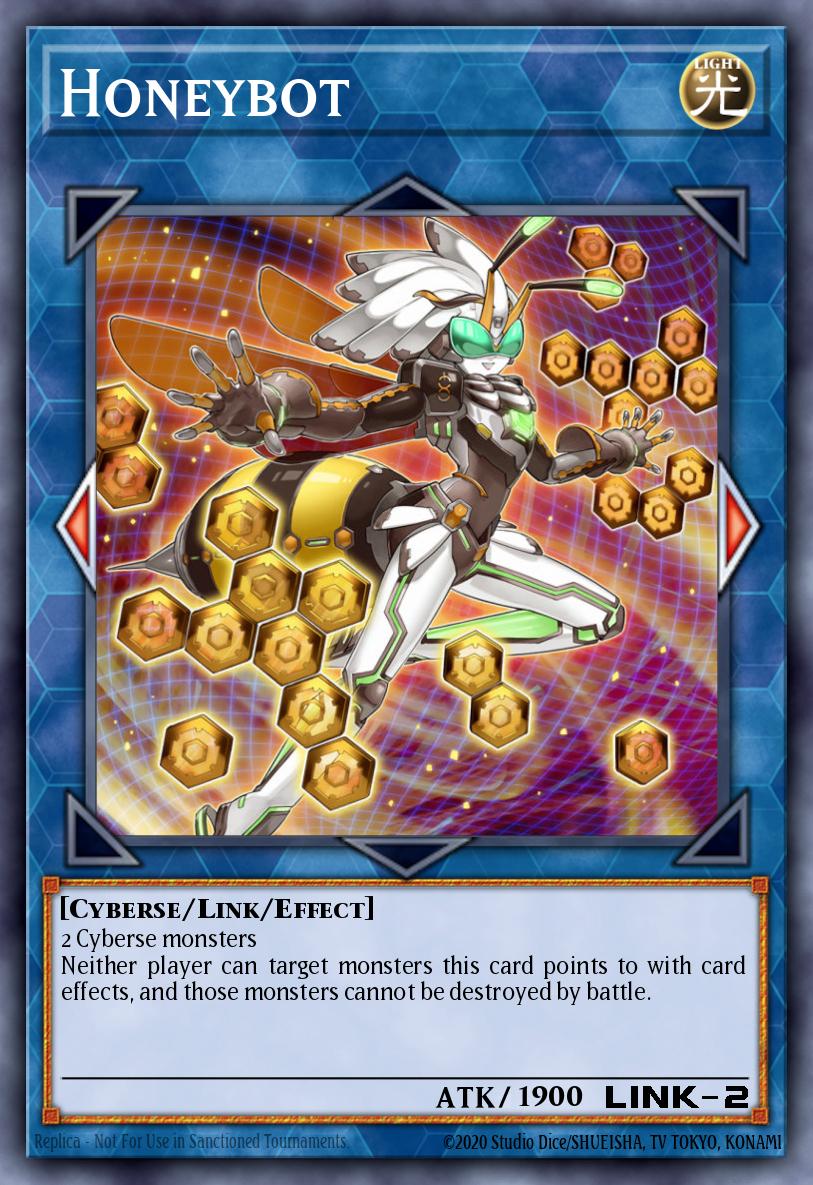 Honeybot
LIGHT
光
[Cyberse/Link/Effect]
2 Cyberse monsters
Neither player can target monsters this card points to with card
effects, and those monsters cannot be destroyed by battle.
ATK/1900 LINK-2
Replica - Not For Use in Sanctioned Tournaments.
©2020 Studio Dice/SHUEISHA, TV TOKYO, KONAMI